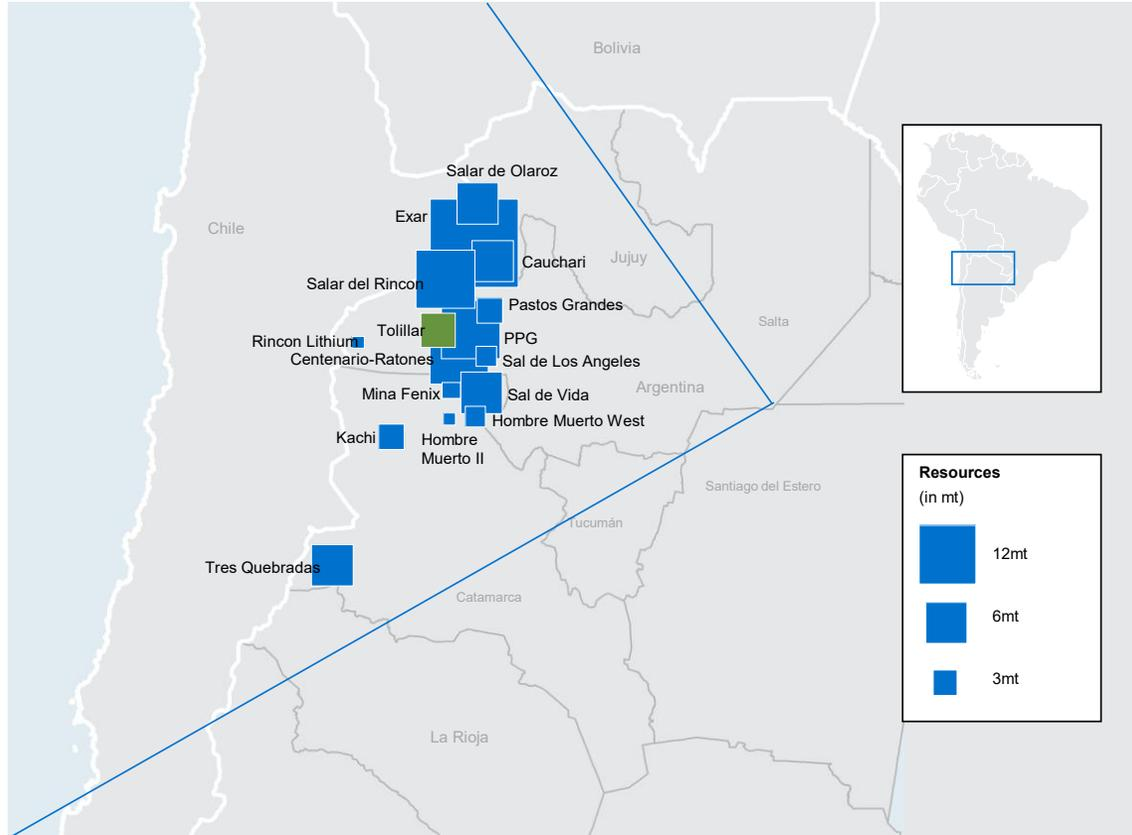 Bolivia
Salar de Olaroz
Exar
Chile
Cauchari
Jujuy
Salar del Rincon
Pastos Grandes
Salta
Tolillar
PPG
Rincon Lithium
Centenario-Ratones
Sal de Los Angeles
Argentina
Mina Fenix
Sal de Vida
Hombre Muerto West
Kachi
Hombre
Muerto II
Santiago del Estero
Tucumán
Tres Quebradas
Catamarca
La Rioja
Resources
(in mt)
12mt
6mt
3mt